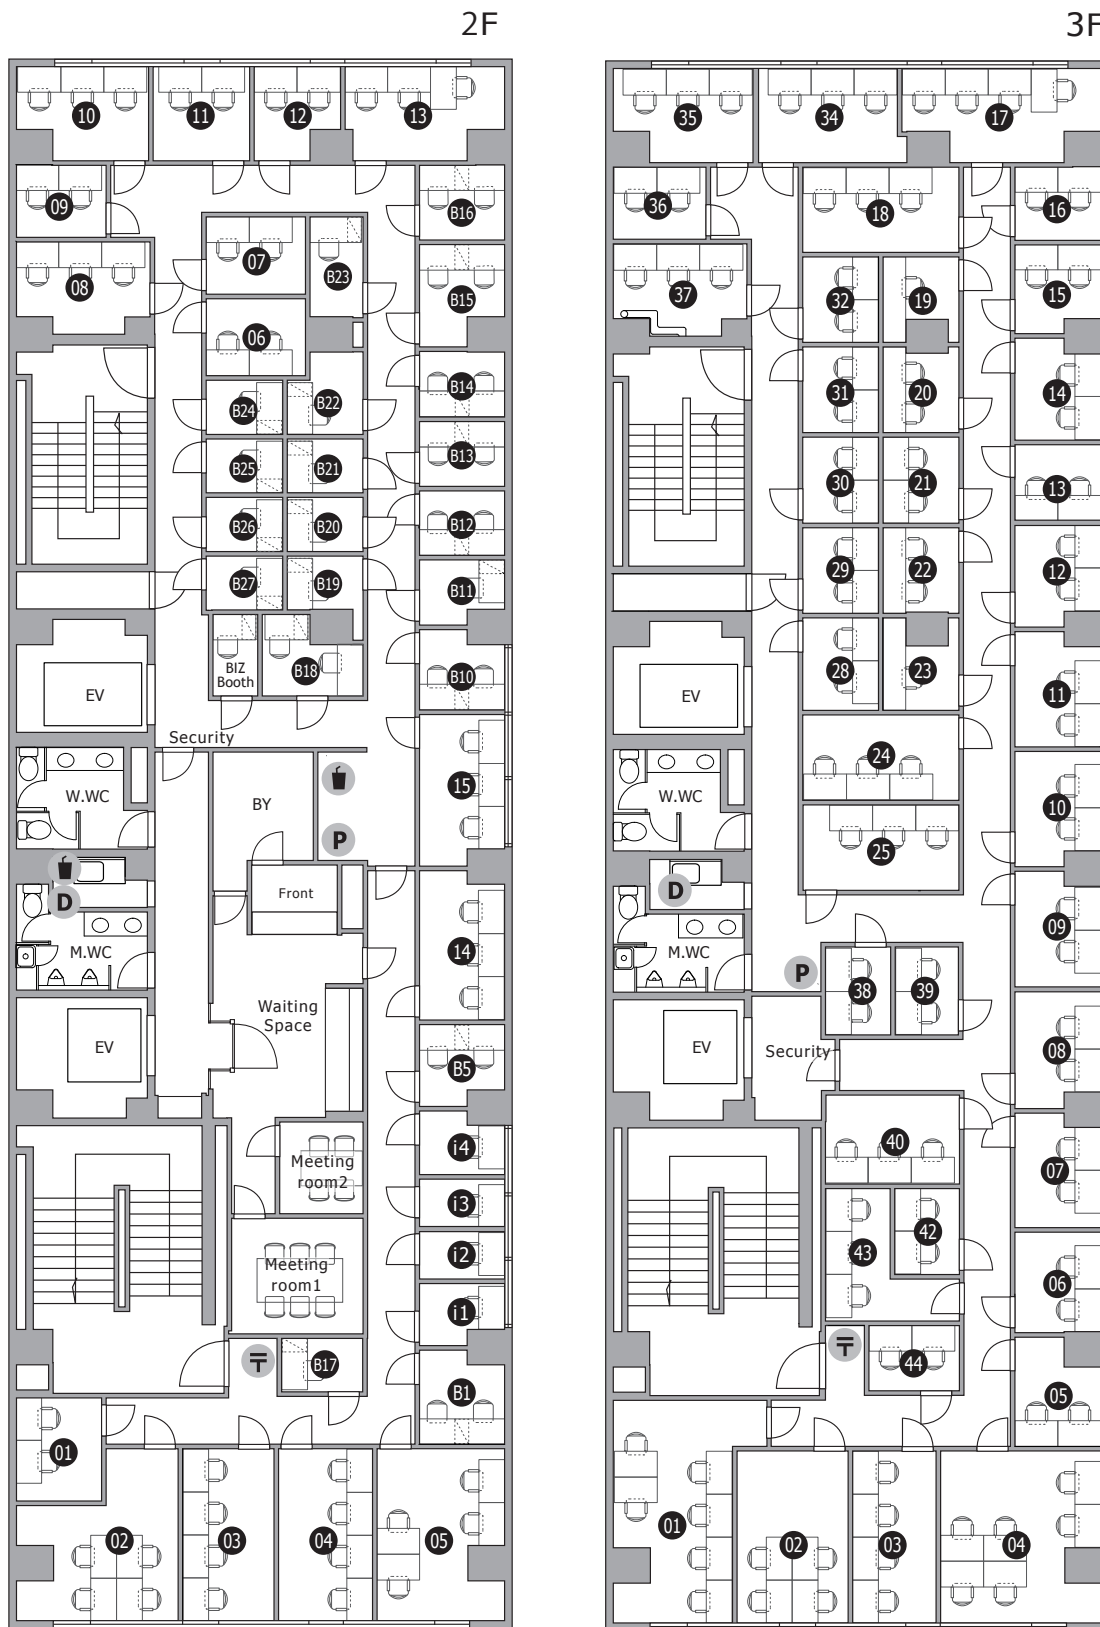 2F
10
11
12
13
09
B16
07
B23
08
B15
06
B14
B24
B22
B13
B25
B21
B12
B26
B20
B11
B27
B19
BIZ
Booth
B18
B10
EV
Security
15
W.WC
BY
P
D
Front
M.WC
14
Waiting
Space
EV
B5
i4
Meeting
room2
i3
i2
Meeting
room1
i1
〒
B17
B1
01
02
03
04
05
3F
35
34
17
36
18
16
37
32
19
15
31
20
14
30
21
13
29
22
12
28
23
11
EV
24
10
W.WC
25
D
09
M.WC
P
38
39
EV
Security
08
40
07
43
42
06
〒
44
05
01
02
03
04